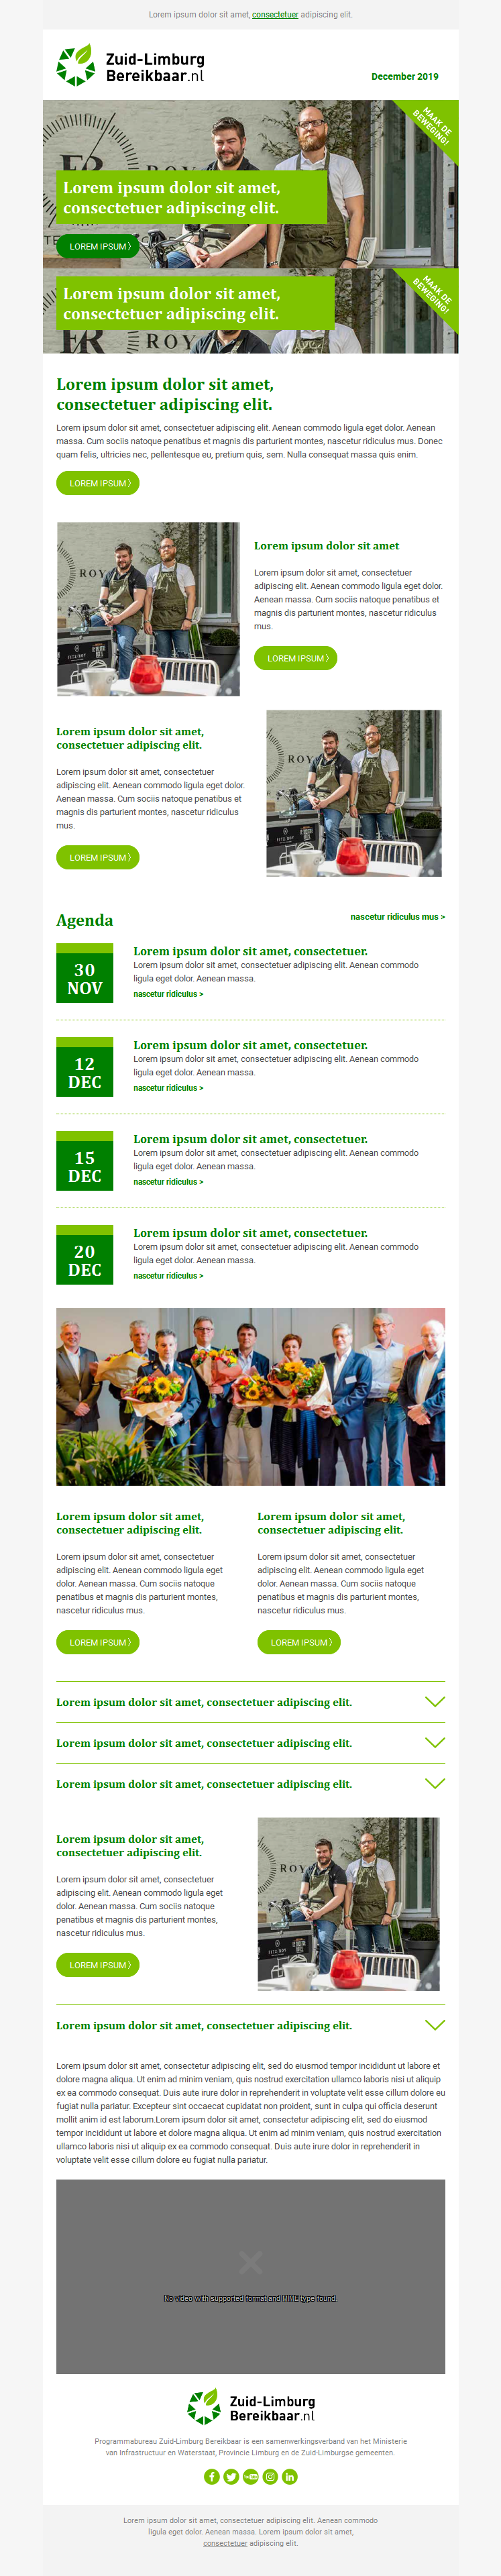 Lorem ipsum dolor sit amet, consectetuer adipiscing elit.
Zuid-Limburg
Bereikbaar.nl
December 2019
MAAK DE
BEWEGING!
ROY
Lorem ipsum dolor sit amet,
consectetuer adipiscing elit.
LOREM IPSUM 〉
MAAK DE
BEWEGING!
Lorem ipsum dolor sit amet,
consectetuer adipiscing elit.
Lorem ipsum dolor sit amet,
consectetuer adipiscing elit.
Lorem ipsum dolor sit amet, consectetuer adipiscing elit. Aenean commodo ligula eget dolor. Aenean
massa. Cum sociis natoque penatibus et magnis dis parturient montes, nascetur ridiculus mus. Donec
quam felis, ultricies nec, pellentesque eu, pretium quis, sem. Nulla consequat massa quis enim.
LOREM IPSUM 〉
ROY
Lorem ipsum dolor sit amet
Lorem ipsum dolor sit amet, consectetuer
adipiscing elit. Aenean commodo ligula eget dolor.
Aenean massa. Cum sociis natoque penatibus et
magnis dis parturient montes, nascetur ridiculus
mus.
LOREM IPSUM 〉
Lorem ipsum dolor sit amet,
consectetuer adipiscing elit.
Lorem ipsum dolor sit amet, consectetuer
adipiscing elit. Aenean commodo ligula eget dolor.
Aenean massa. Cum sociis natoque penatibus et
magnis dis parturient montes, nascetur ridiculus
mus.
LOREM IPSUM 〉
ROY
Agenda
nascetur ridiculus mus >
30
NOV
Lorem ipsum dolor sit amet, consectetuer.
Lorem ipsum dolor sit amet, consectetuer adipiscing elit. Aenean commodo
ligula eget dolor. Aenean massa.
nascetur ridiculus >
12
DEC
Lorem ipsum dolor sit amet, consectetuer.
Lorem ipsum dolor sit amet, consectetuer adipiscing elit. Aenean commodo
ligula eget dolor. Aenean massa.
nascetur ridiculus >
15
DEC
Lorem ipsum dolor sit amet, consectetuer.
Lorem ipsum dolor sit amet, consectetuer adipiscing elit. Aenean commodo
ligula eget dolor. Aenean massa.
nascetur ridiculus >
20
DEC
Lorem ipsum dolor sit amet, consectetuer.
Lorem ipsum dolor sit amet, consectetuer adipiscing elit. Aenean commodo
ligula eget dolor. Aenean massa.
nascetur ridiculus >
Lorem ipsum dolor sit amet,
consectetuer adipiscing elit.
Lorem ipsum dolor sit amet, consectetuer
adipiscing elit. Aenean commodo ligula eget
dolor. Aenean massa. Cum sociis natoque
penatibus et magnis dis parturient montes,
nascetur ridiculus mus.
LOREM IPSUM 〉
Lorem ipsum dolor sit amet,
consectetuer adipiscing elit.
Lorem ipsum dolor sit amet, consectetuer
adipiscing elit. Aenean commodo ligula eget
dolor. Aenean massa. Cum sociis natoque
penatibus et magnis dis parturient montes,
nascetur ridiculus mus.
LOREM IPSUM 〉
Lorem ipsum dolor sit amet, consectetuer adipiscing elit.
Lorem ipsum dolor sit amet, consectetuer adipiscing elit.
Lorem ipsum dolor sit amet, consectetuer adipiscing elit.
Lorem ipsum dolor sit amet,
consectetuer adipiscing elit.
Lorem ipsum dolor sit amet, consectetuer
adipiscing elit. Aenean commodo ligula eget
dolor. Aenean massa. Cum sociis natoque
penatibus et magnis dis parturient montes,
nascetur ridiculus mus.
LOREM IPSUM 〉
ROY
Lorem ipsum dolor sit amet, consectetuer adipiscing elit.
Lorem ipsum dolor sit amet, consectetur adipiscing elit, sed do eiusmod tempor incididunt ut labore et
dolore magna aliqua. Ut enim ad minim veniam, quis nostrud exercitation ullamco laboris nisi ut aliquip
ex ea commodo consequat. Duis aute irure dolor in reprehenderit in voluptate velit esse cillum dolore eu
fugiat nulla pariatur. Excepteur sint occaecat cupidatat non proident, sunt in culpa qui officia deserunt
mollit anim id est laborum.Lorem ipsum dolor sit amet, consectetur adipiscing elit, sed do eiusmod
tempor incididunt ut labore et dolore magna aliqua. Ut enim ad minim veniam, quis nostrud exercitation
ullamco laboris nisi ut aliquip ex ea commodo consequat. Duis aute irure dolor in reprehenderit in
voluptate velit esse cillum dolore eu fugiat nulla pariatur.
No video with supported format and MIME type found.
Zuid-Limburg
Bereikbaar.nl
Programmabureau Zuid-Limburg Bereikbaar is een samenwerkingsverband van het Ministerie
van Infrastructuur en Waterstaat, Provincie Limburg en de Zuid-Limburgse gemeenten.
Lorem ipsum dolor sit amet, consectetuer adipiscing elit. Aenean commodo
ligula eget dolor. Aenean massa. Lorem ipsum dolor sit amet,
consectetuer adipiscing elit.